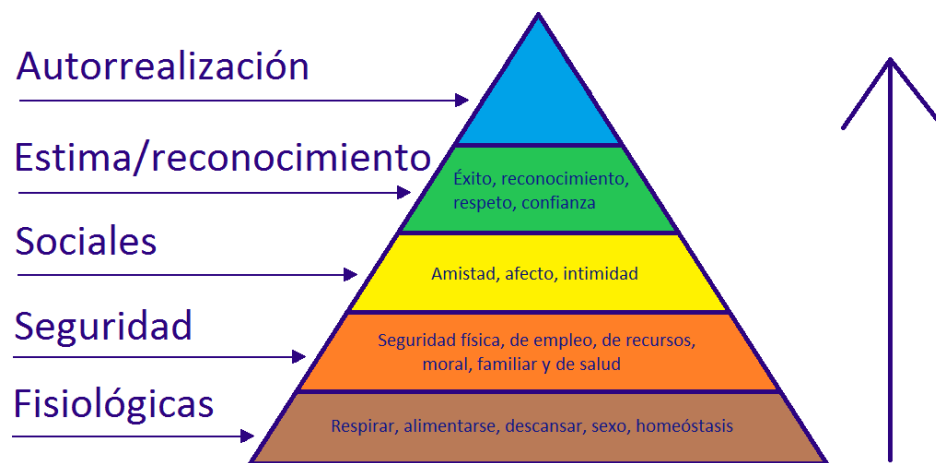 Autorrealización
Estima/reconocimiento
Éxito, reconocimiento,
respeto, confianza
Sociales
Amistad, afecto, intimidad
Seguridad
Seguridad física, de empleo, de recursos,
moral, familiar y de salud
Fisiológicas
Respirar, alimentarse, descansar, sexo, homeóstasis